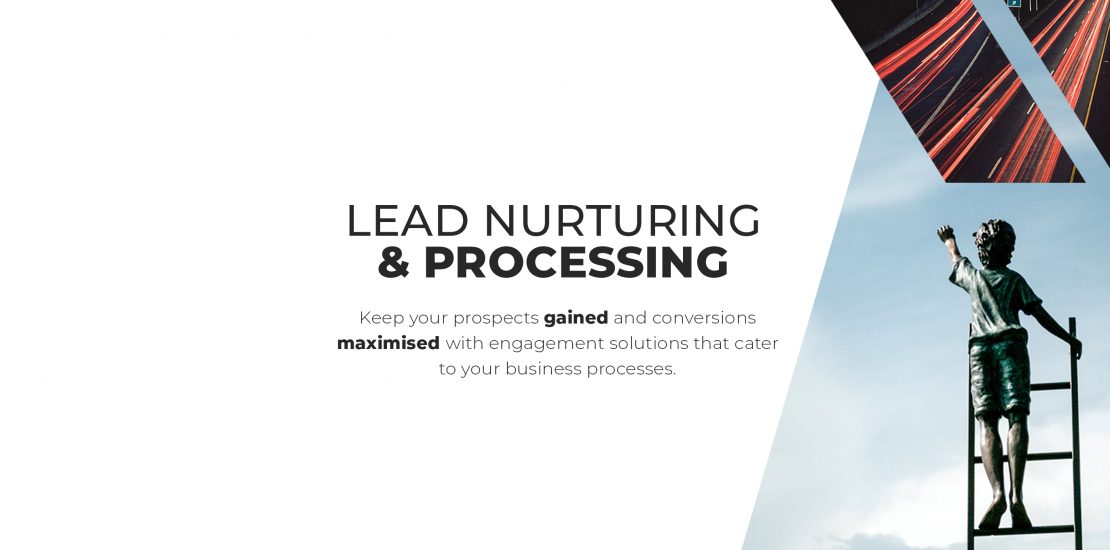 LEAD NURTURING
& PROCESSING
Keep your prospects gained and conversions
maximised with engagement solutions that cater
to your business processes.